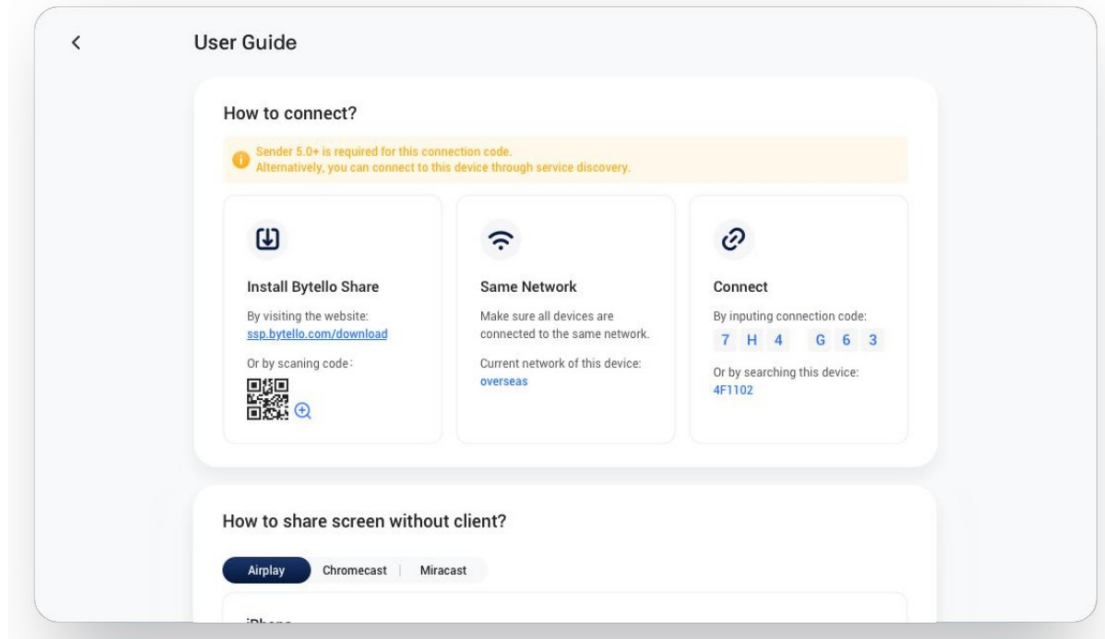 User Guide
How to connect?
Sender 5.0+ is required for this connection code.
Alternatively, you can connect to this device through service discovery.
Install Bytello Share
By visiting the website:
ssp.bytello.com/download
Or by scaning code:
Same Network
Make sure all devices are
connected to the same network.
Current network of this device:
overseas
Connect
By inputing connection code:
7 H 4 G 6 3
Or by searching this device:
4F1102
How to share screen without client?
Airplay Chromecast Miracast
iPhone